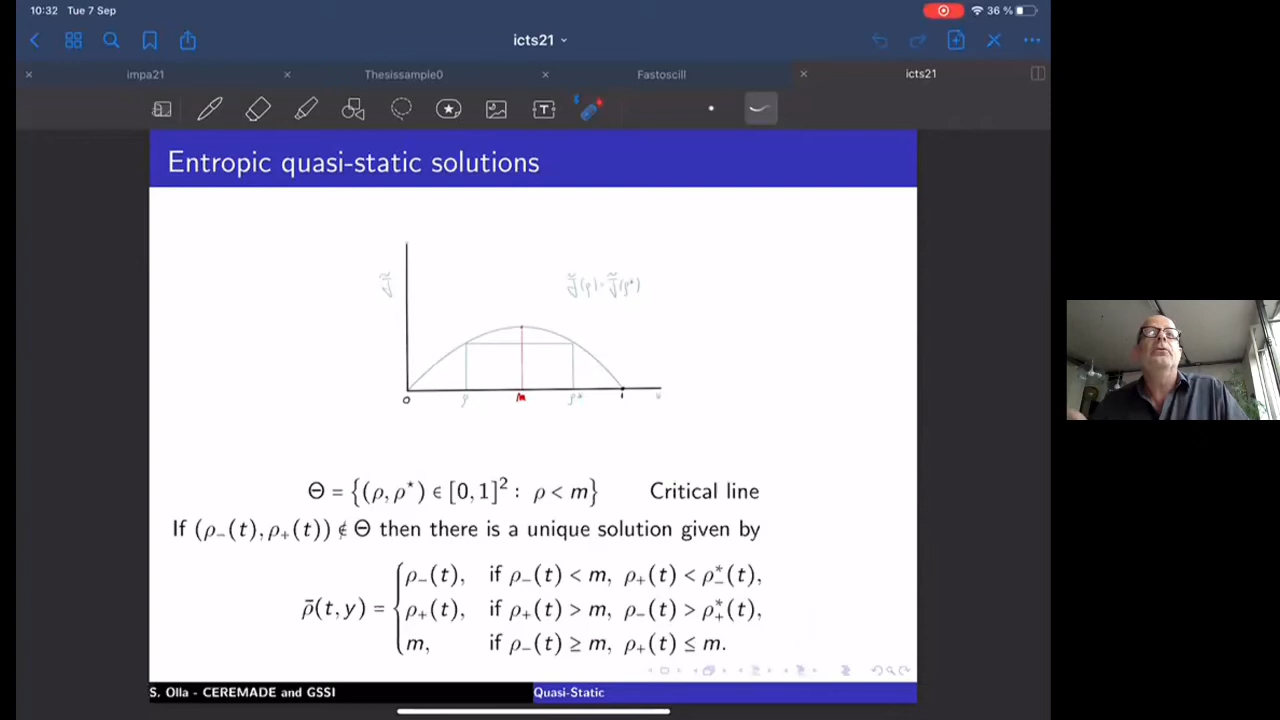 10:32 Tue 7 Sep
36 %
icts21
impa21
Thesissample0
Fastoscill
icts21
Entropic quasi-static solutions
J̃
J̃(ρ)=J̃(ρ*)
0 ρ m ρ* 1
Θ = {(ρ, ρ*) ∈ [0, 1]² : ρ < m} Critical line
If (ρ₋(t), ρ₊(t)) ∉ Θ then there is a unique solution given by
ρ₋(t), if ρ₋(t) < m, ρ₊(t) < ρ₋*(t),
ρ̄(t, y) = { ρ₊(t), if ρ₊(t) > m, ρ₋(t) > ρ₊*(t),
m, if ρ₋(t) ≥ m, ρ₊(t) ≤ m.
S. Olla - CEREMADE and GSSI
Quasi-Static